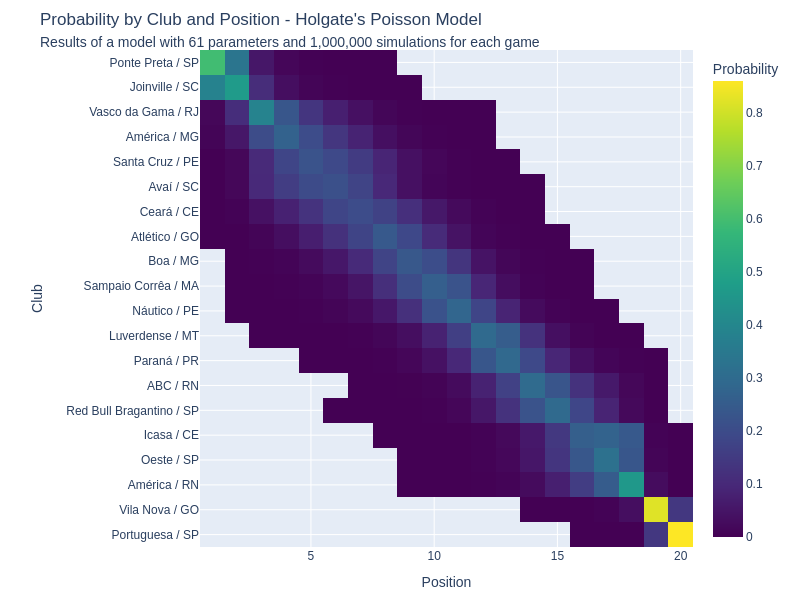 Probability by Club and Position - Holgate's Poisson Model
Results of a model with 61 parameters and 1,000,000 simulations for each game
Probability
Ponte Preta / SP
Joinville / SC
Vasco da Gama / RJ
América / MG
Santa Cruz / PE
Avaí / SC
Ceará / CE
Atlético / GO
Boa / MG
Sampaio Corrêa / MA
Náutico / PE
Luverdense / MT
Paraná / PR
ABC / RN
Red Bull Bragantino / SP
Icasa / CE
Oeste / SP
América / RN
Vila Nova / GO
Portuguesa / SP
Club
5
10
15
20
Position
0.8
0.7
0.6
0.5
0.4
0.3
0.2
0.1
0